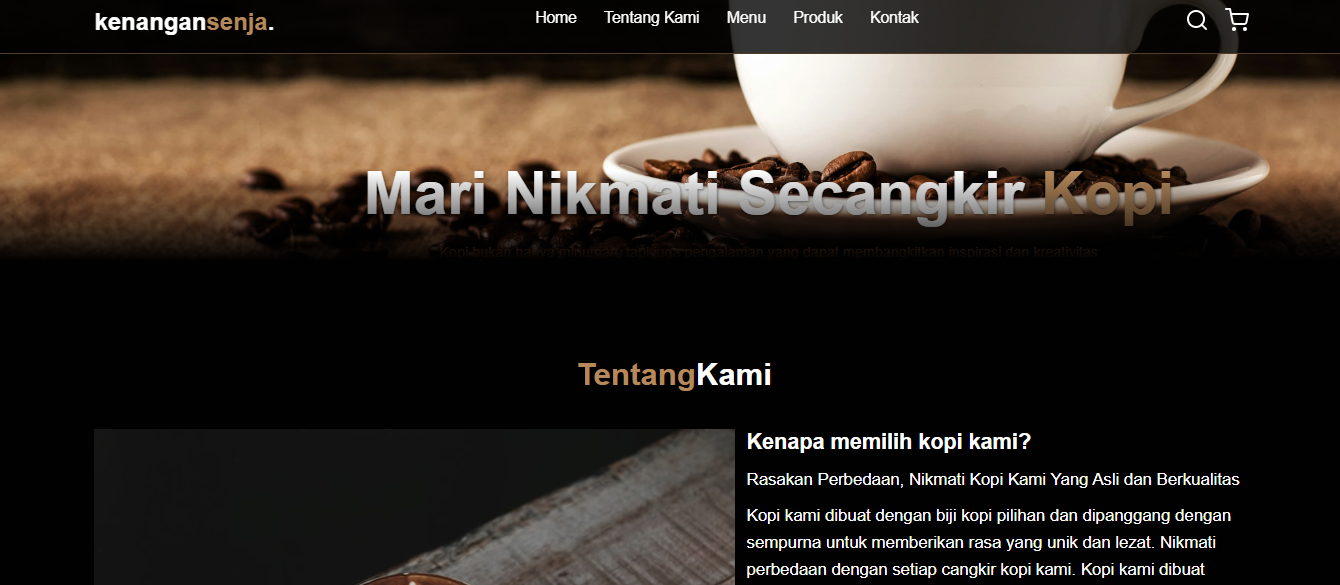 kenangansenja.
Home Tentang Kami Menu Produk Kontak
Mari Nikmati Secangkir Kopi
Kopi bukan hanya minuman, tapi juga pengalaman yang dapat membangkitkan inspirasi dan kreativitas
TentangKami
Kenapa memilih kopi kami?
Rasakan Perbedaan, Nikmati Kopi Kami Yang Asli dan Berkualitas
Kopi kami dibuat dengan biji kopi pilihan dan dipanggang dengan
sempurna untuk memberikan rasa yang unik dan lezat. Nikmati
perbedaan dengan setiap cangkir kopi kami. Kopi kami dibuat